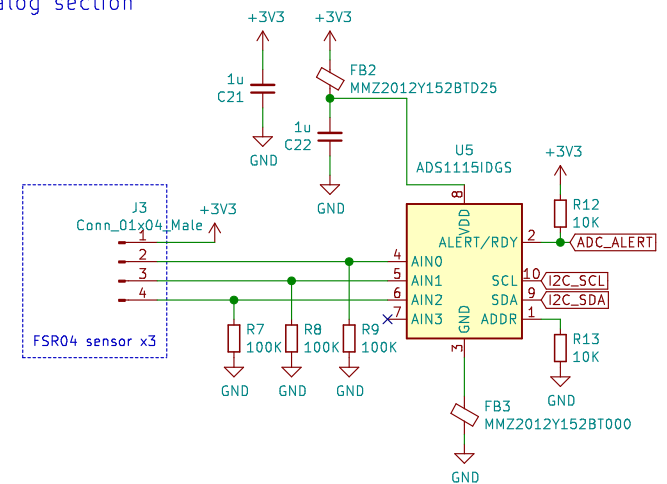 alog section
+3V3 +3V3
FB2
MMZ2012Y152BTD25
1u
C21
1u
C22
GND
GND
U5
ADS1115IDGS
+3V3
J3
Conn_01x04_Male
+3V3
1
2
3
4
FSR04 sensor x3
R7
100K
R8
100K
R9
100K
GND GND GND
8
VDD
4 AIN0
5 AIN1
6 AIN2
7 AIN3
ALERT/RDY 2
SCL 10
SDA 9
ADDR 1
GND
3
R12
10K
ADC_ALERT
I2C_SCL
I2C_SDA
R13
10K
GND
FB3
MMZ2012Y152BT000
GND